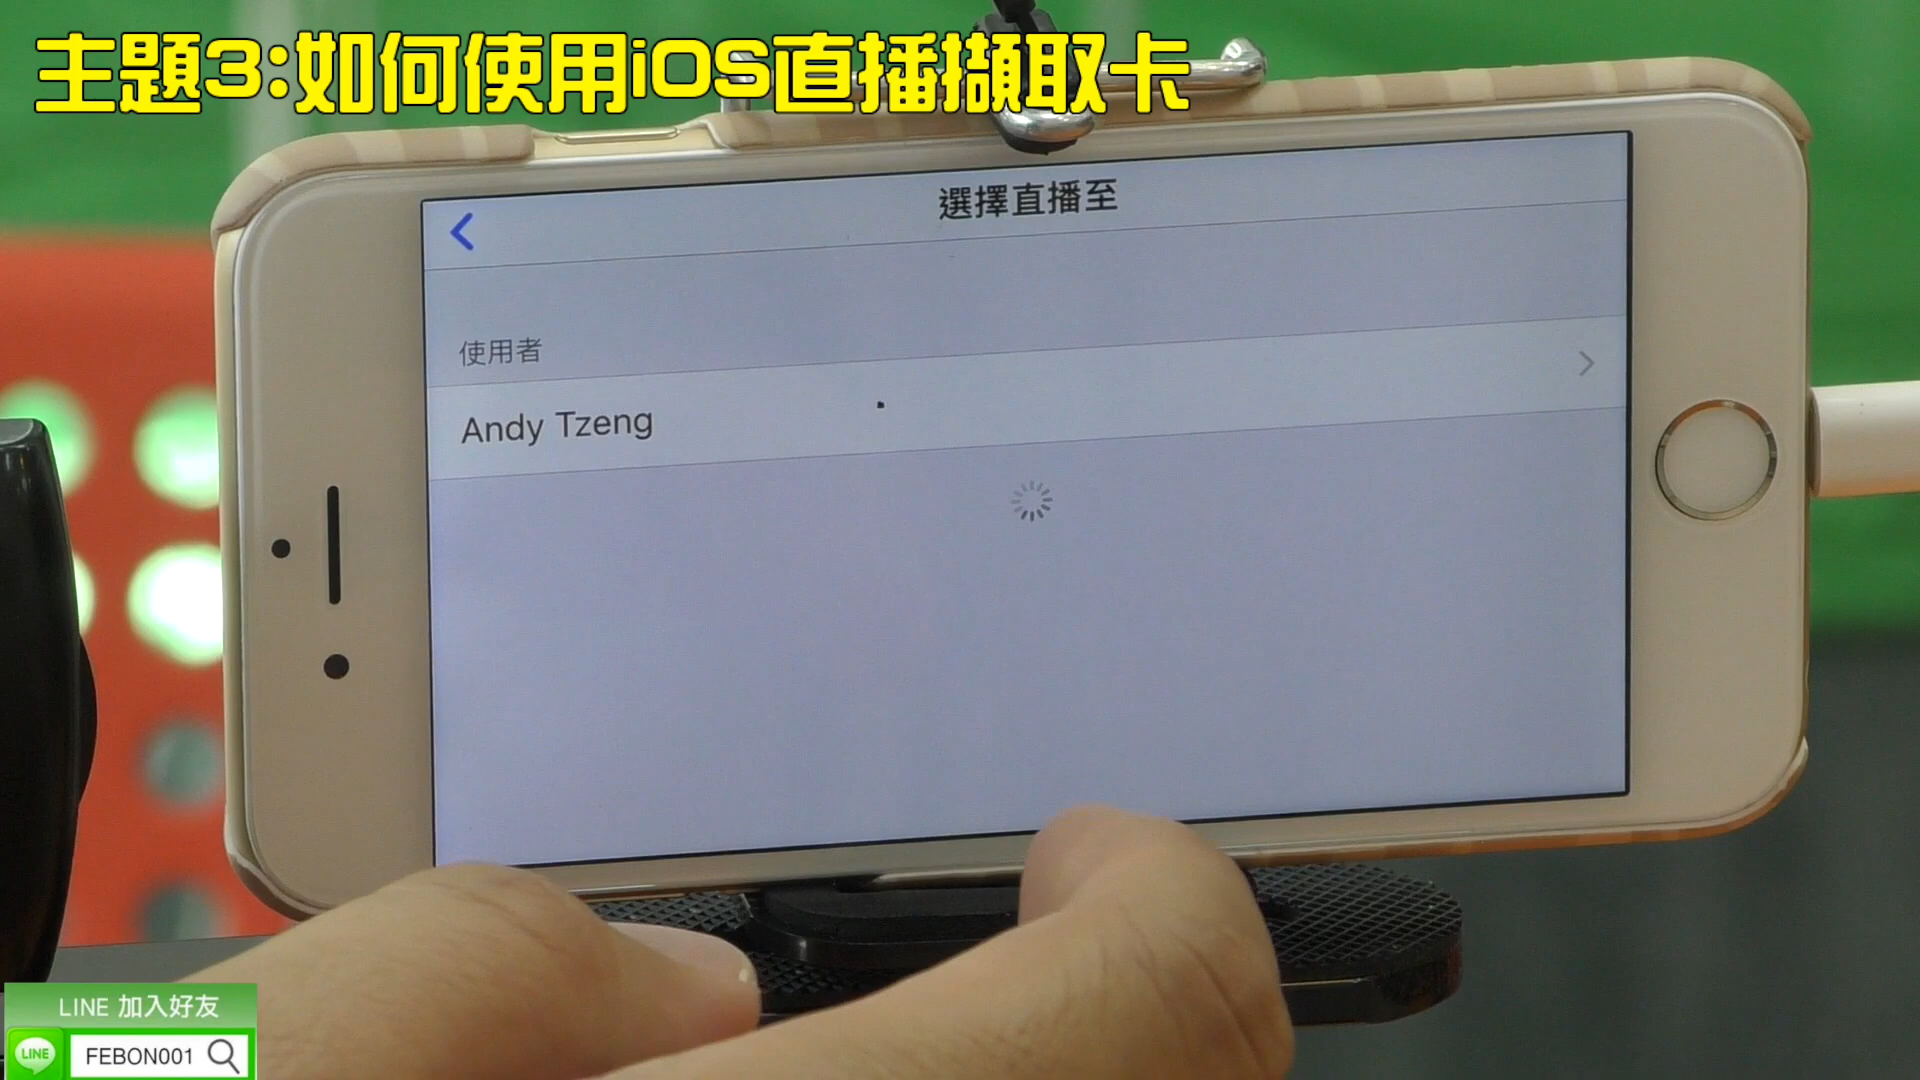 主題3:如何使用iOS直播擷取卡
選擇直播至
使用者
Andy Tzeng
LINE 加入好友
LINE
FEBON001